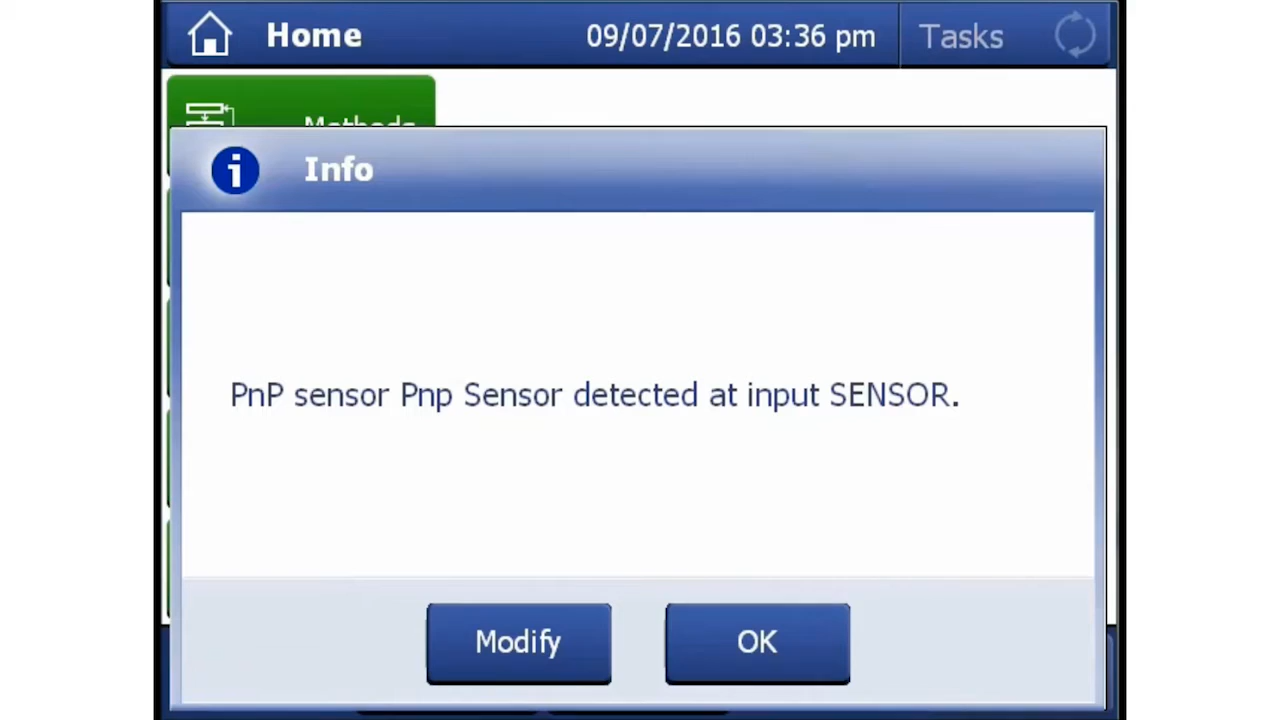 Home
09/07/2016 03:36 pm
Tasks
Methods
Info
PnP sensor Pnp Sensor detected at input SENSOR.
Modify
OK